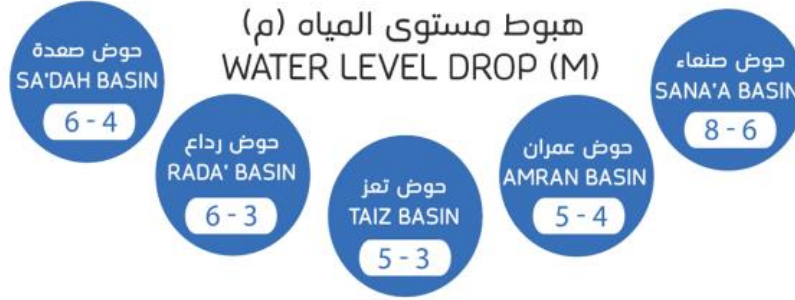 هبوط مستوى المياه (م)
WATER LEVEL DROP (M)
حوض صنعاء
SANA'A BASIN
8 - 6
حوض عمران
AMRAN BASIN
5 - 4
حوض تعز
TAIZ BASIN
5 - 3
حوض رداع
RADA' BASIN
6 - 3
حوض صعدة
SA'DAH BASIN
6 - 4